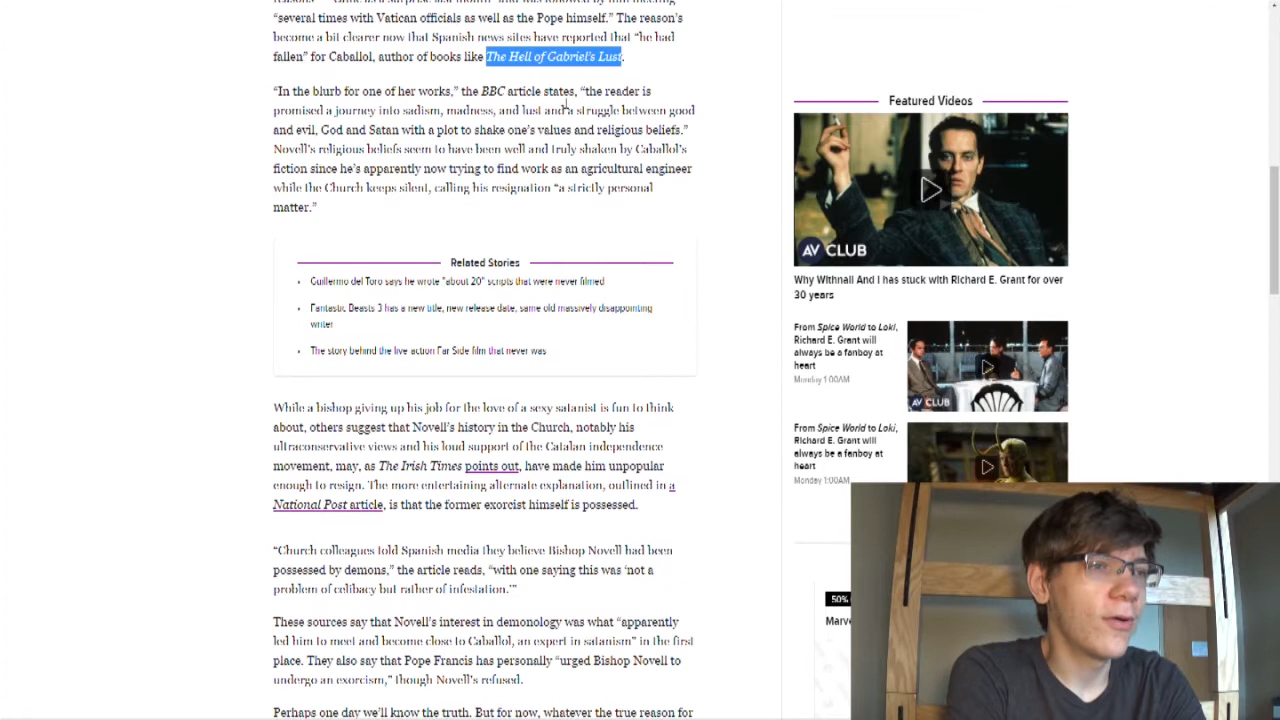 "several times with Vatican officials as well as the Pope himself." The reason's
become a bit clearer now that Spanish news sites have reported that "he had
fallen" for Caballol, author of books like The Hell of Gabriel's Lust.
"In the blurb for one of her works," the BBC article states, "the reader is
promised a journey into sadism, madness, and lust and a struggle between good
and evil, God and Satan with a plot to shake one's values and religious beliefs."
Novell's religious beliefs seem to have been well and truly shaken by Caballol's
fiction since he's apparently now trying to find work as an agricultural engineer
while the Church keeps silent, calling his resignation "a strictly personal
matter."
Related Stories
Guillermo del Toro says he wrote "about 20" scripts that were never filmed
Fantastic Beasts 3 has a new title, new release date, same old massively disappointing
writer
The story behind the live action Far Side film that never was
While a bishop giving up his job for the love of a sexy satanist is fun to think
about, others suggest that Novell's history in the Church, notably his
ultraconservative views and his loud support of the Catalan independence
movement, may, as The Irish Times points out, have made him unpopular
enough to resign. The more entertaining alternate explanation, outlined in a
National Post article, is that the former exorcist himself is possessed.
"Church colleagues told Spanish media they believe Bishop Novell had been
possessed by demons," the article reads, "with one saying this was 'not a
problem of celibacy but rather of infestation.'"
These sources say that Novell's interest in demonology was what "apparently
led him to meet and become close to Caballol, an expert in satanism" in the first
place. They also say that Pope Francis has personally "urged Bishop Novell to
undergo an exorcism," though Novell's refused.
Perhaps one day we'll know the truth. But for now, whatever the true reason for
Featured Videos
AV CLUB
Why Withnail And I has stuck with Richard E. Grant for over
30 years
From Spice World to Loki,
Richard E. Grant will
always be a fanboy at
heart
Monday 1:00AM
AV CLUB
From Spice World to Loki,
Richard E. Grant will
always be a fanboy at
heart
Monday 1:00AM
50%
Marve